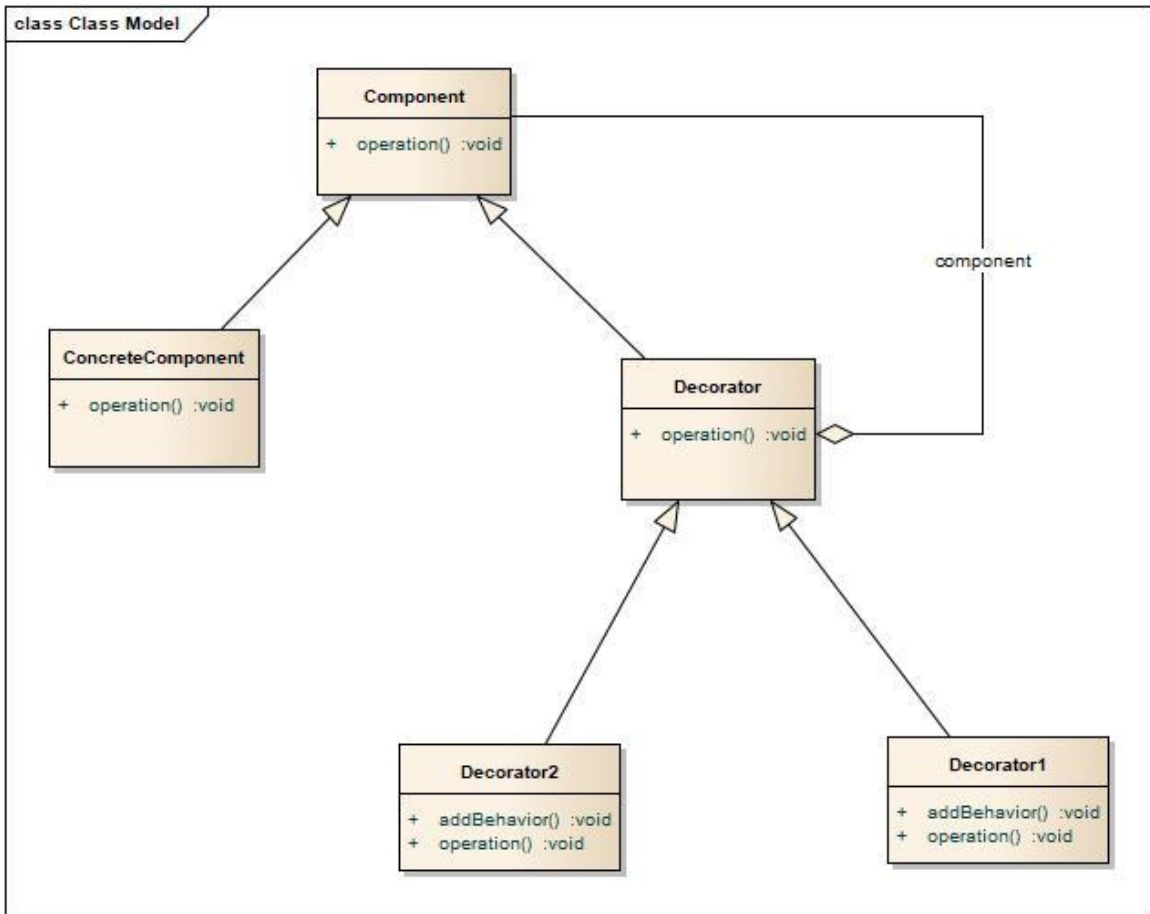 class Class Model
Component
+ operation() :void
component
ConcreteComponent
+ operation() :void
Decorator
+ operation() :void
Decorator2
+ addBehavior() :void
+ operation() :void
Decorator1
+ addBehavior() :void
+ operation() :void